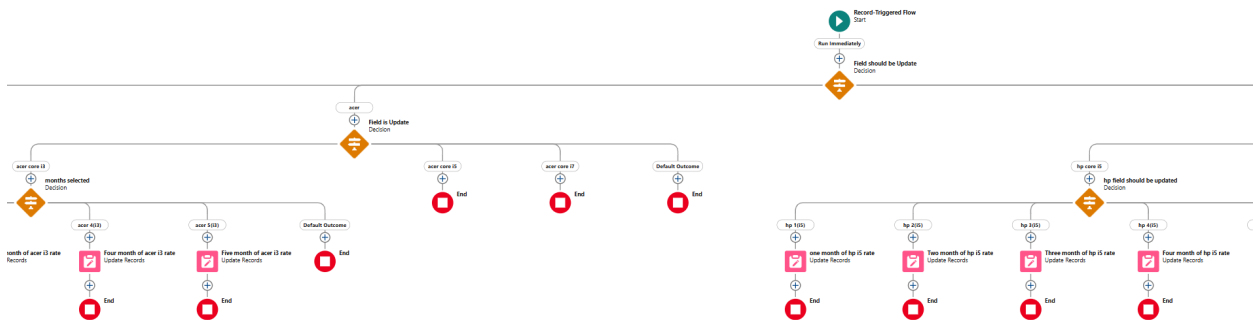 Record-Triggered Flow
Start
Run Immediately
Field should be Update
Decision
acer
Field is Update
Decision
acer core i3
acer core i5
acer core i7
Default Outcome
hp core i5
months selected
Decision
End
End
End
hp field should be updated
Decision
acer 4(i3)
acer 5(i3)
Default Outcome
hp 1(i5)
hp 2(i5)
hp 3(i5)
hp 4(i5)
month of acer i3 rate
Records
Four month of acer i3 rate
Update Records
Five month of acer i3 rate
Update Records
End
one month of hp i5 rate
Update Records
Two month of hp i5 rate
Update Records
Three month of hp i5 rate
Update Records
Four month of hp i5 rate
Update Records
End
End
End
End
End
End